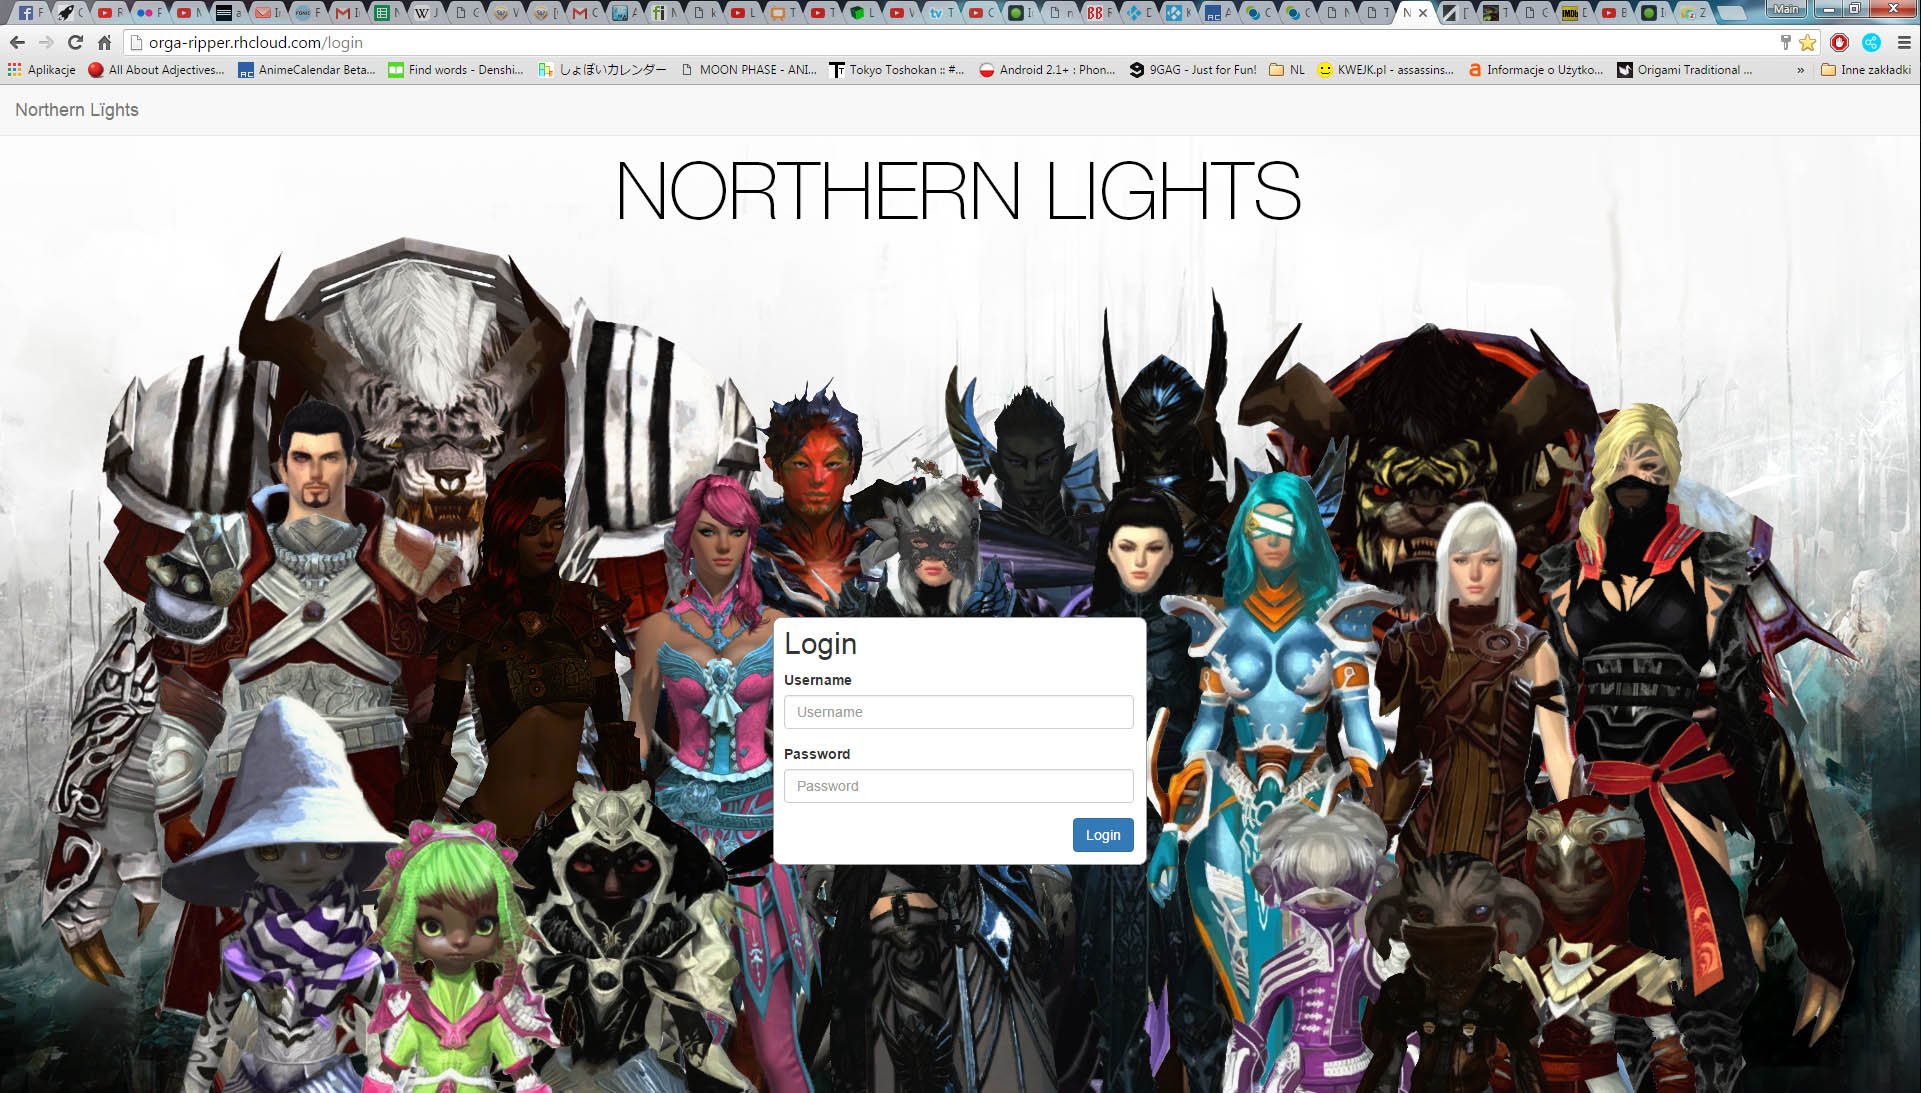 Main
orga-ripper.rhcloud.com/login
Aplikacje All About Adjectives... AnimeCalendar Beta... Find words - Denshi... しょぼいカレンダー MOON PHASE - ANI... Tokyo Toshokan :: #... Android 2.1+ : Phon... 9GAG - Just for Fun! NL KWEJK.pl - assassins... Informacje o Użytko... Origami Traditional ... » Inne zakładki
Northern Lïghts
NORTHERN LIGHTS
Login
Username
Username
Password
Password
Login